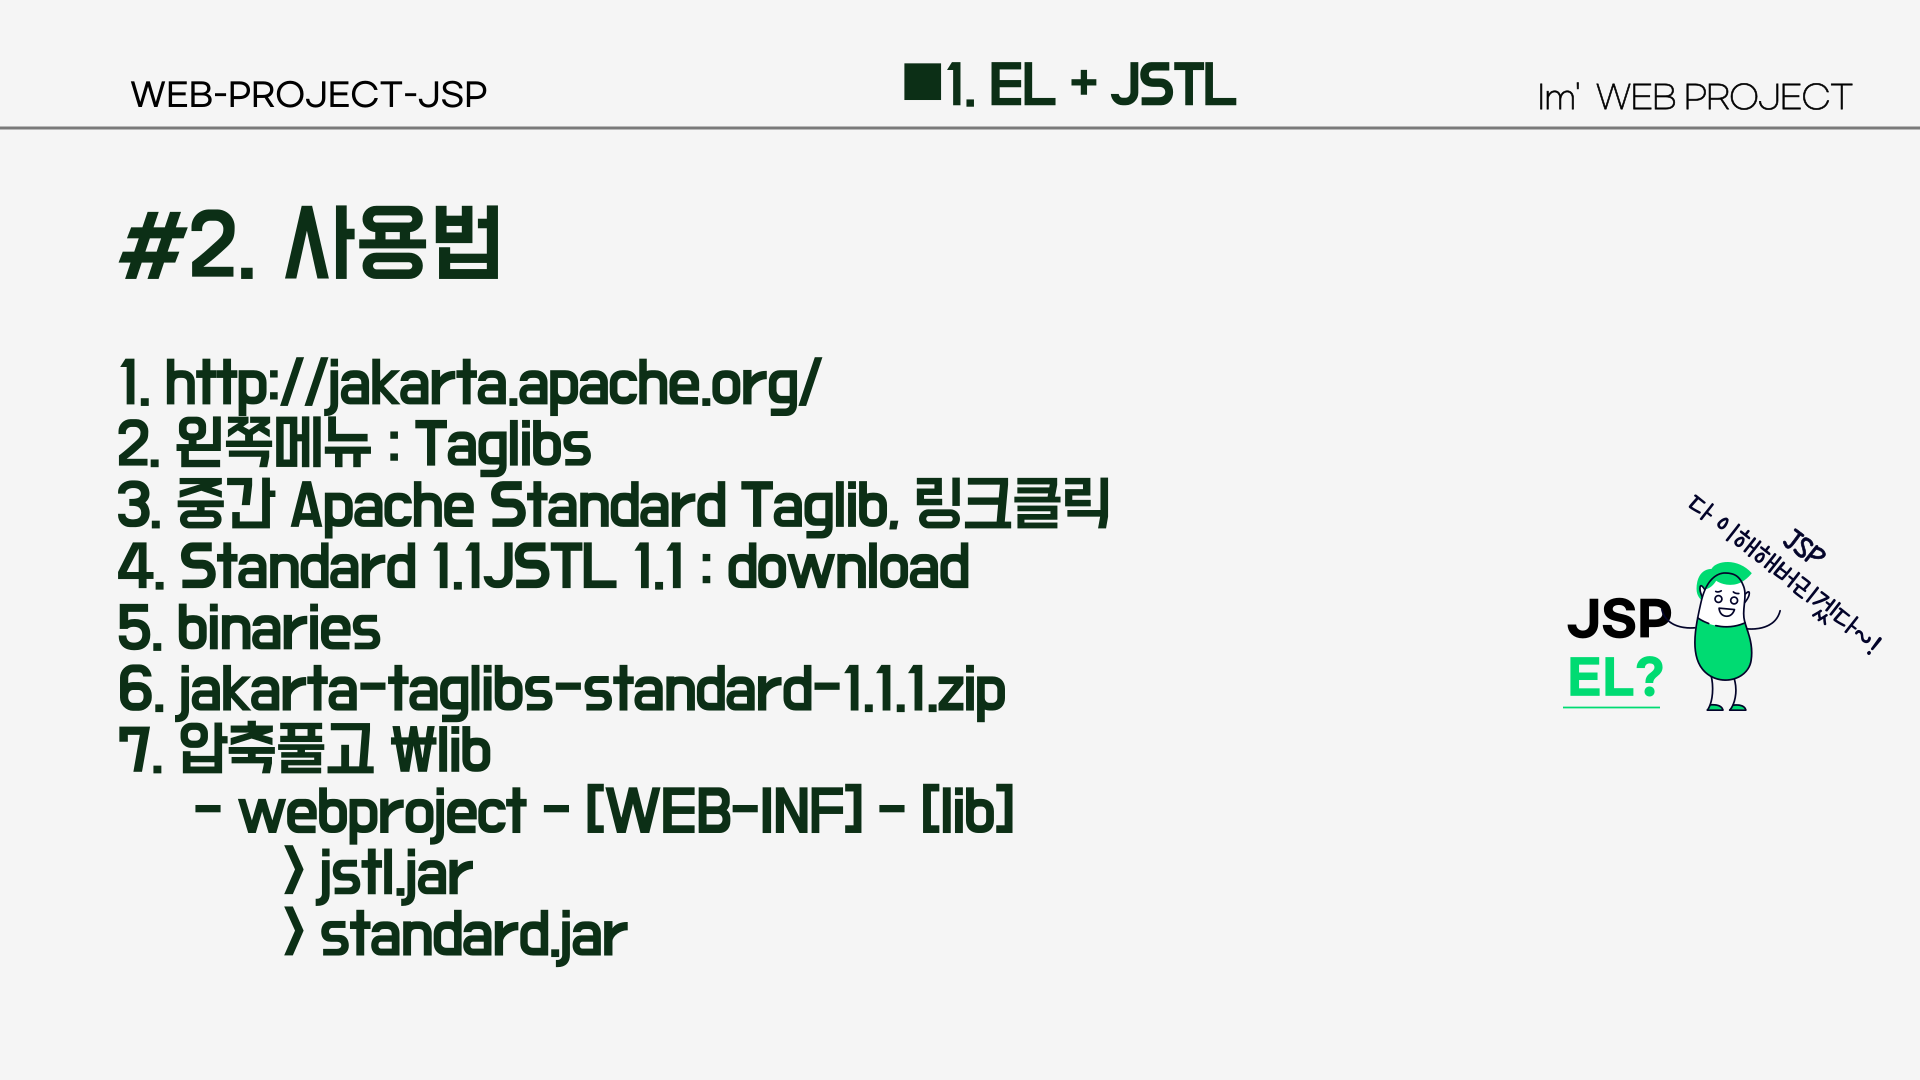 WEB-PROJECT-JSP
■1. EL + JSTL
Im' WEB PROJECT
#2. 사용법
1. http://jakarta.apache.org/
2. 왼쪽메뉴 : Taglibs
3. 중간 Apache Standard Taglib, 링크클릭
4. Standard 1.1JSTL 1.1 : download
5. binaries
6. jakarta-taglibs-standard-1.1.1.zip
7. 압축풀고 ₩lib
- webproject - [WEB-INF] - [lib]
> jstl.jar
> standard.jar
JSP
다 이해해버리겠다~!
JSP
EL?